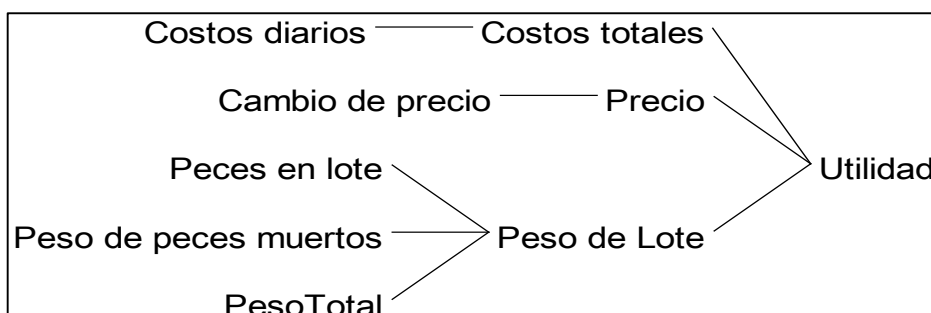 Costos diarios Costos totales
Cambio de precio Precio
Peces en lote Utilidad
Peso de peces muertos Peso de Lote
PesoTotal